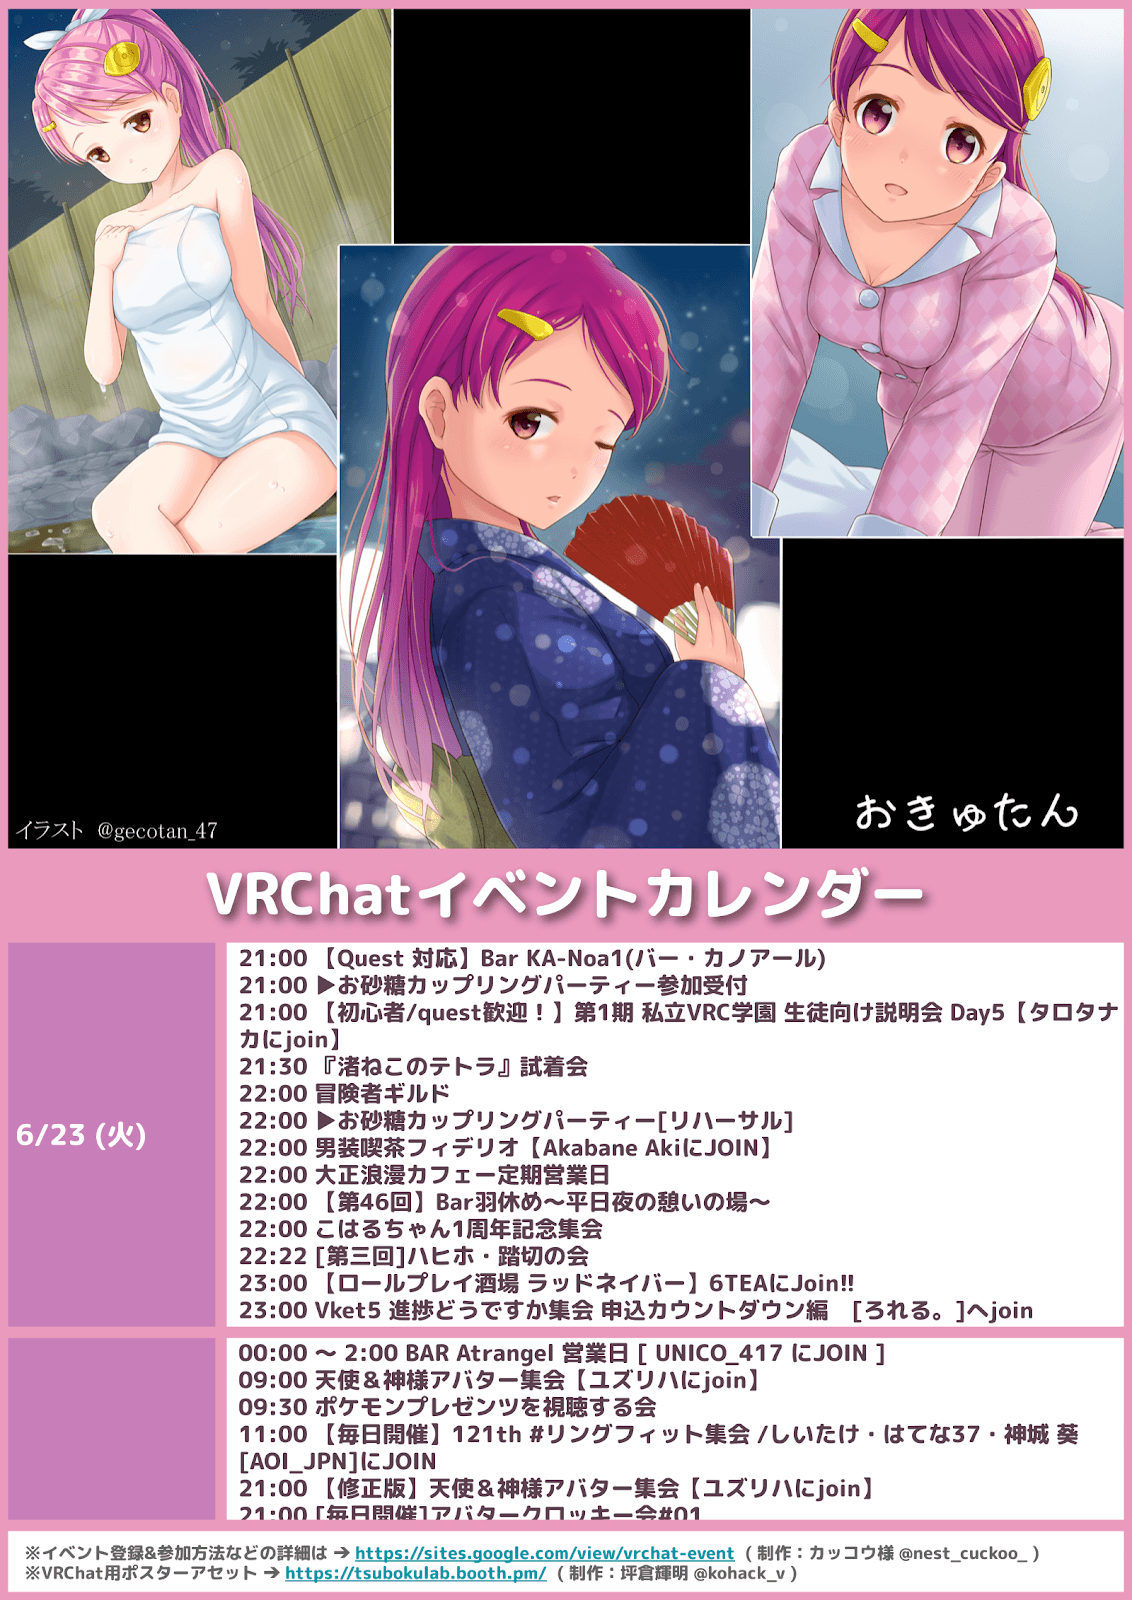 イラスト @gecotan_47
おきゅたん
VRChatイベントカレンダー
6/23 (火)
21:00 【Quest 対応】Bar KA-Noa1(バー・カノアール)
21:00 ▶お砂糖カップリングパーティー参加受付
21:00 【初心者/quest歓迎！】第1期 私立VRC学園 生徒向け説明会 Day5【タロタナ
カにjoin】
21:30 『渚ねこのテトラ』試着会
22:00 冒険者ギルド
22:00 ▶お砂糖カップリングパーティー[リハーサル]
22:00 男装喫茶フィデリオ【Akabane AkiにJOIN】
22:00 大正浪漫カフェー定期営業日
22:00 【第46回】Bar羽休め～平日夜の憩いの場～
22:00 こはるちゃん1周年記念集会
22:22 [第三回]ハヒホ・踏切の会
23:00 【ロールプレイ酒場 ラッドネイバー】6TEAにJoin!!
23:00 Vket5 進捗どうですか集会 申込カウントダウン編　[ろれる。]へjoin
00:00 ～ 2:00 BAR Atrangel 営業日 [ UNICO_417 にJOIN ]
09:00 天使＆神様アバター集会【ユズリハにjoin】
09:30 ポケモンプレゼンツを視聴する会
11:00 【毎日開催】121th #リングフィット集会 /しいたけ・はてな37・神城 葵
[AOI_JPN]にJOIN
21:00 【修正版】天使＆神様アバター集会【ユズリハにjoin】
21:00 [毎日開催]アバタークロッキー会#01
※イベント登録&参加方法などの詳細は ➔ https://sites.google.com/view/vrchat-event ( 制作：カッコウ様 @nest_cuckoo_ )
※VRChat用ポスターアセット ➔ https://tsubokulab.booth.pm/ ( 制作：坪倉輝明 @kohack_v )